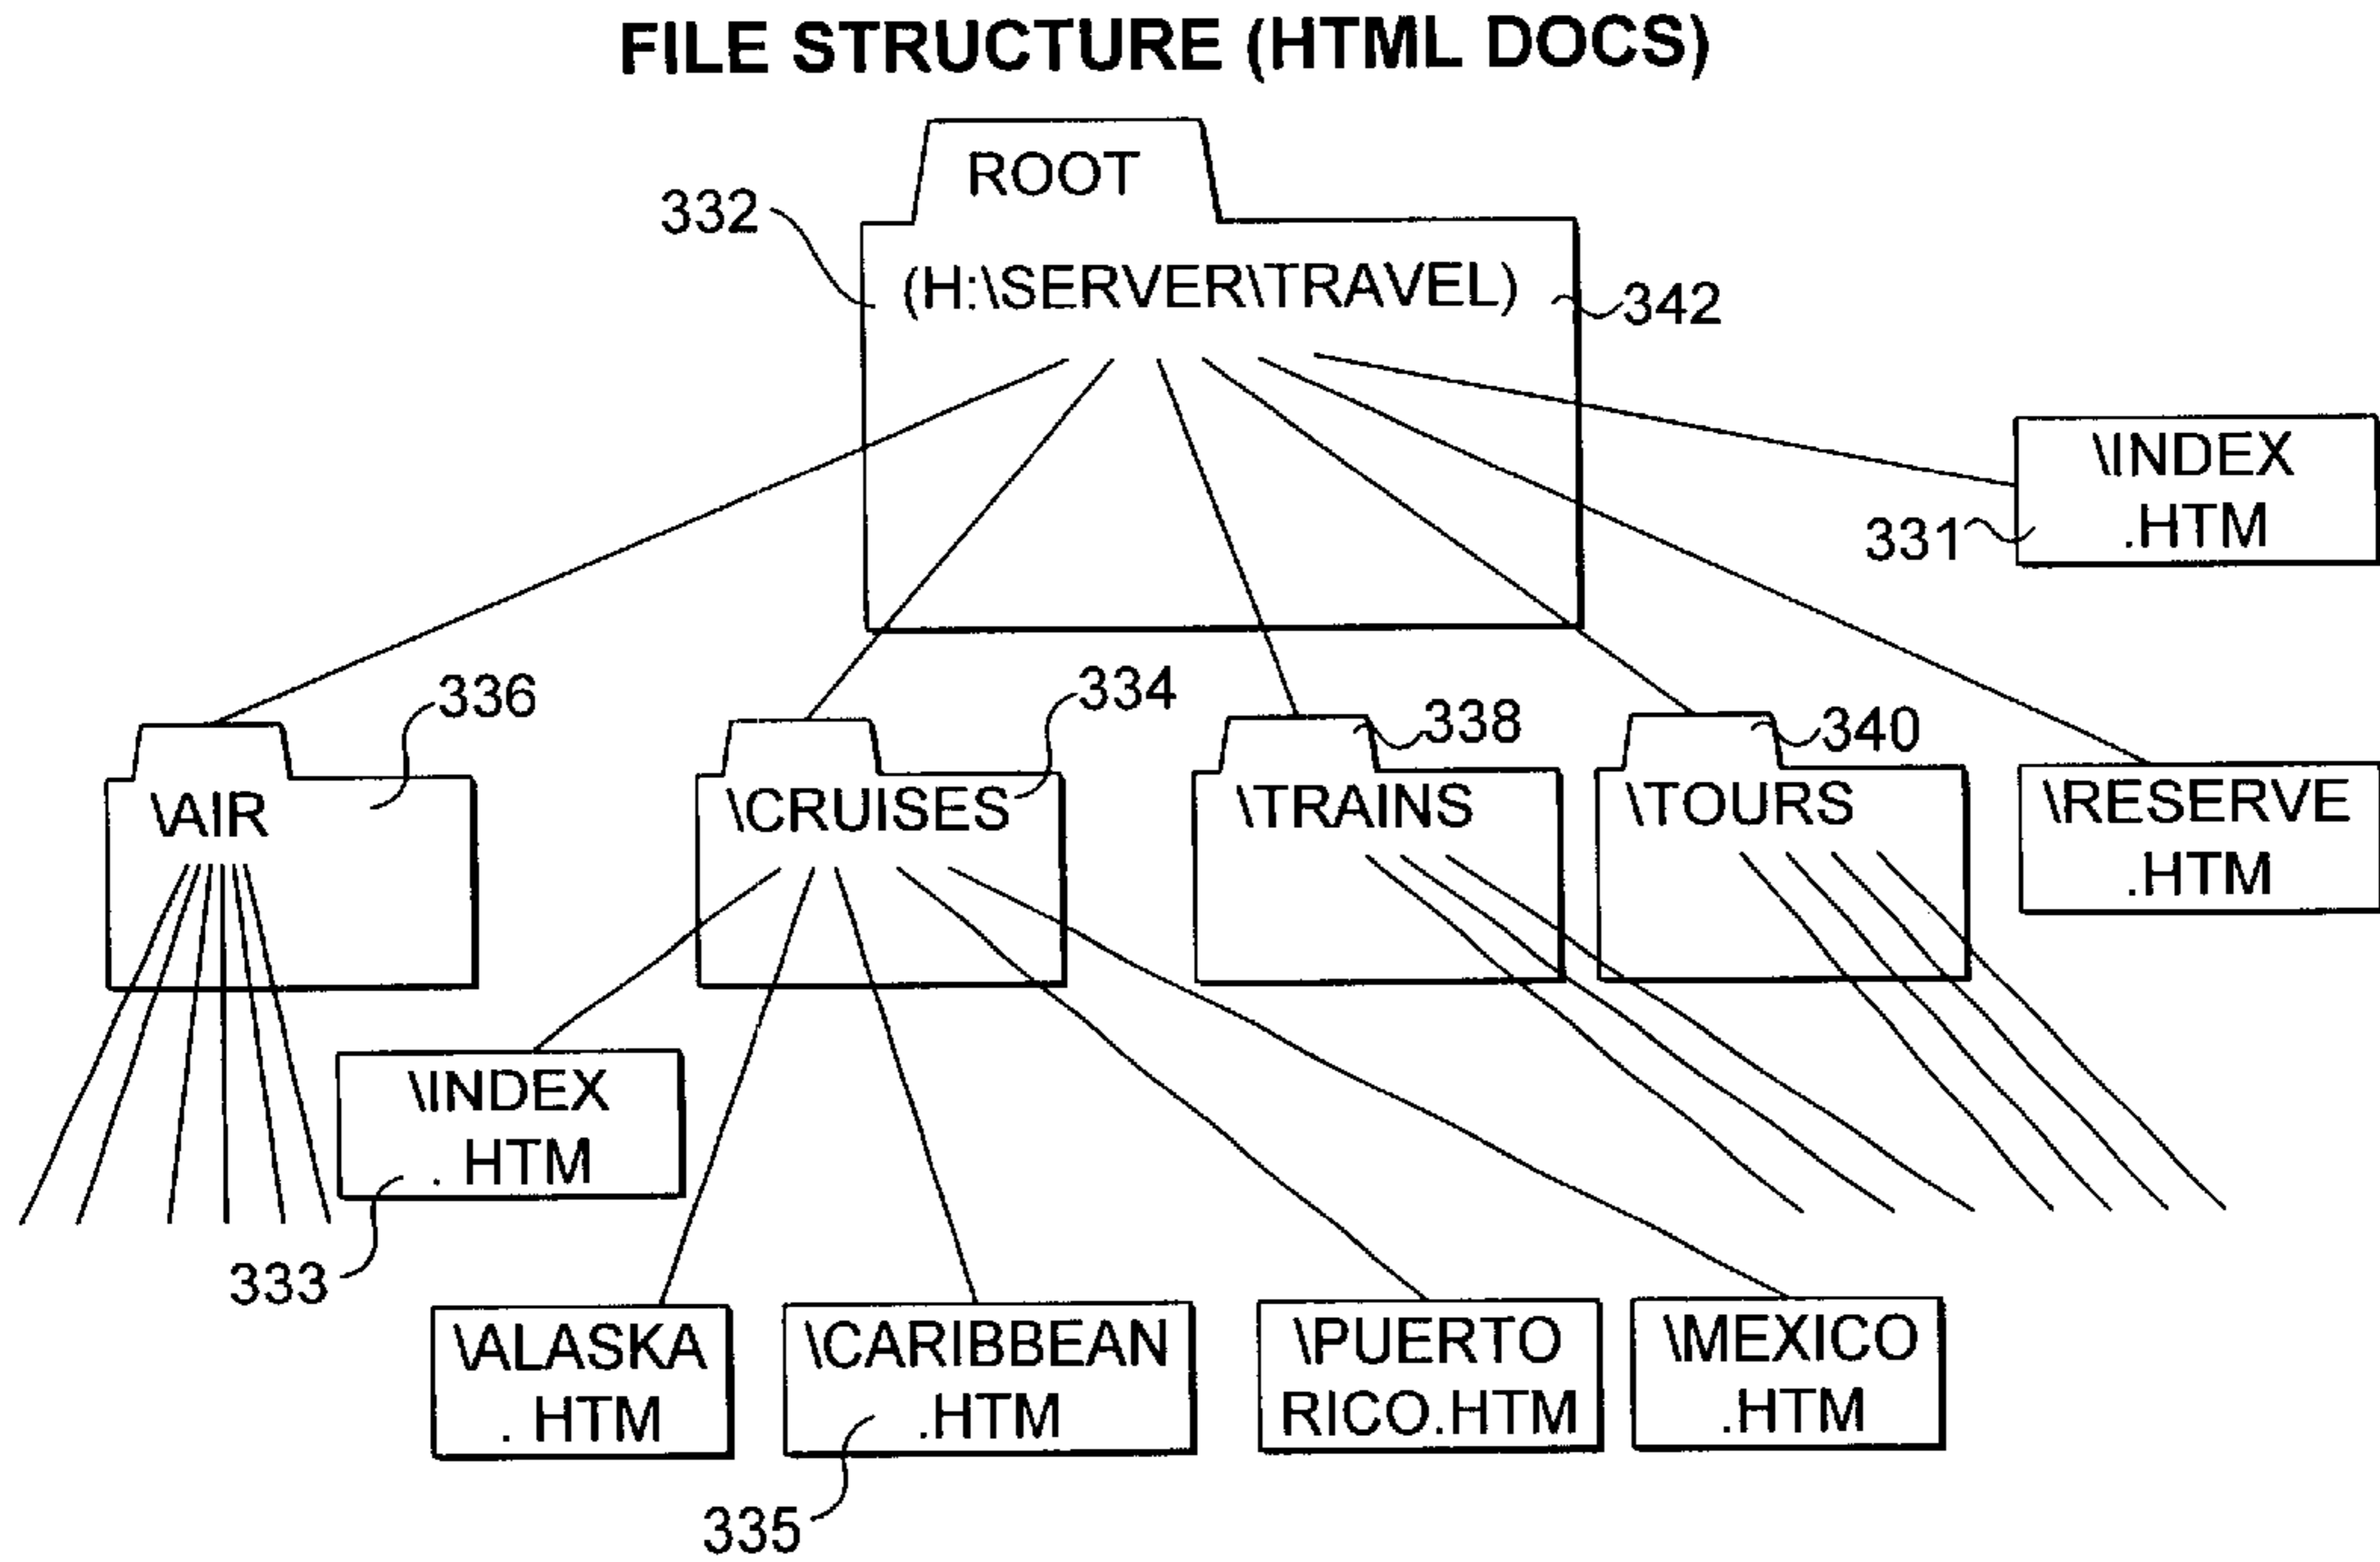 FILE STRUCTURE (HTML DOCS)
ROOT
332
(H:\SERVER\TRAVEL)
342
\INDEX
.HTM
331
336
334
338
340
\AIR
\CRUISES
\TRAINS
\TOURS
\RESERVE
.HTM
\INDEX
. HTM
333
\ALASKA
. HTM
\CARIBBEAN
.HTM
\PUERTO
RICO.HTM
\MEXICO
.HTM
335